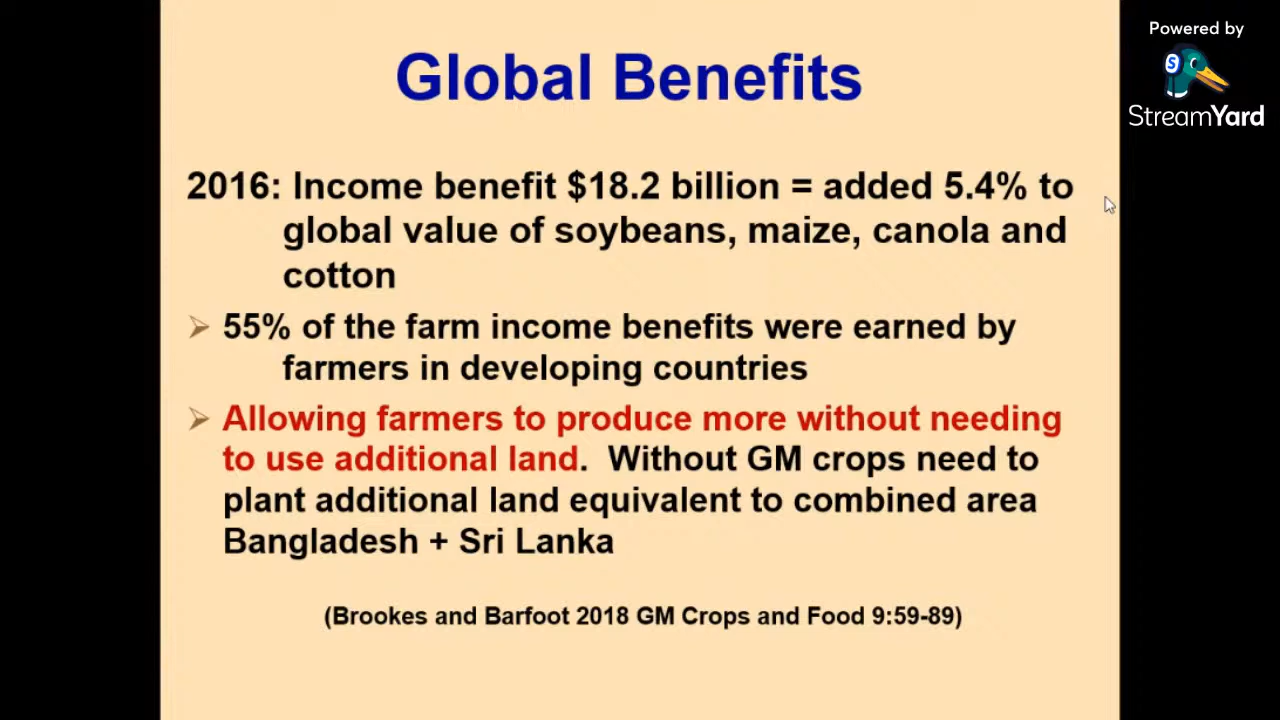 Powered by
StreamYard
Global Benefits
2016: Income benefit $18.2 billion = added 5.4% to
global value of soybeans, maize, canola and
cotton
55% of the farm income benefits were earned by
farmers in developing countries
Allowing farmers to produce more without needing
to use additional land. Without GM crops need to
plant additional land equivalent to combined area
Bangladesh + Sri Lanka
(Brookes and Barfoot 2018 GM Crops and Food 9:59-89)